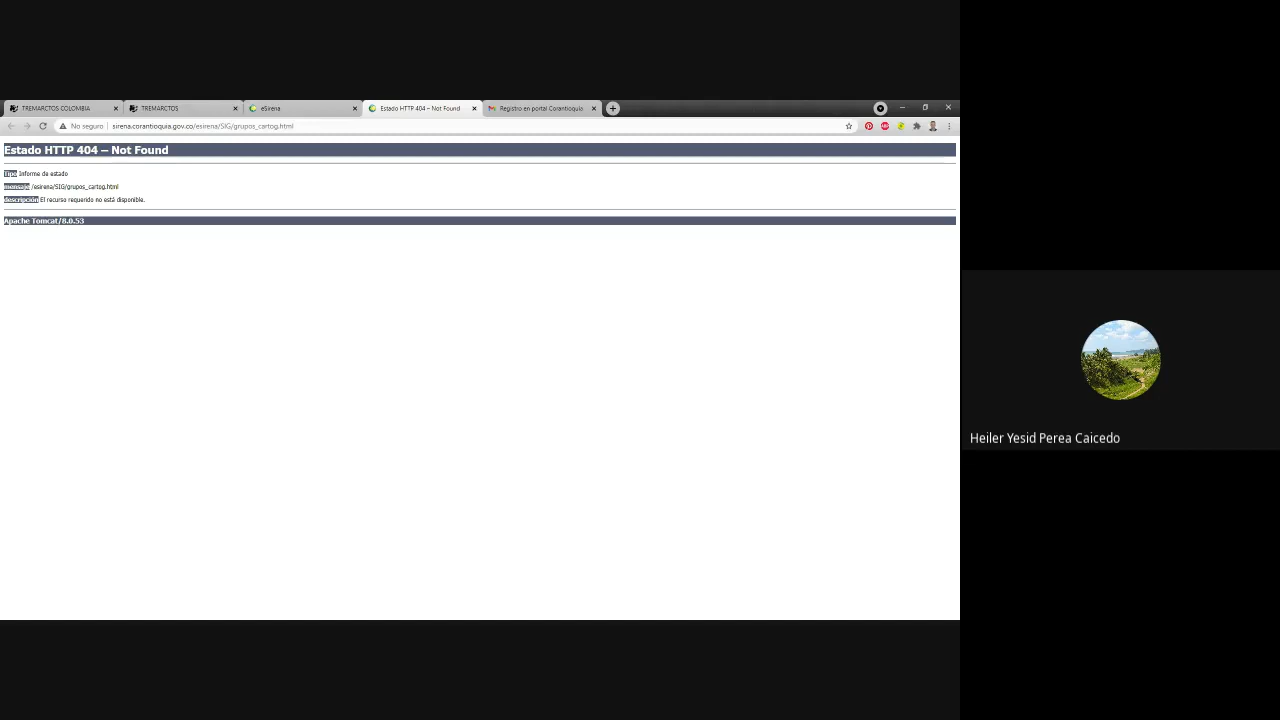 TREMARCTOS COLOMBIA
TREMARCTOS
eSirena
Estado HTTP 404 – Not Found
Registro en portal Corantioquia
No seguro
sirena.corantioquia.gov.co/esirena/SIG/grupos_cartog.html
Estado HTTP 404 – Not Found
Tipo Informe de estado
mensaje /esirena/SIG/grupos_cartog.html
descripción El recurso requerido no está disponible.
Apache Tomcat/8.0.53
Heiler Yesid Perea Caicedo